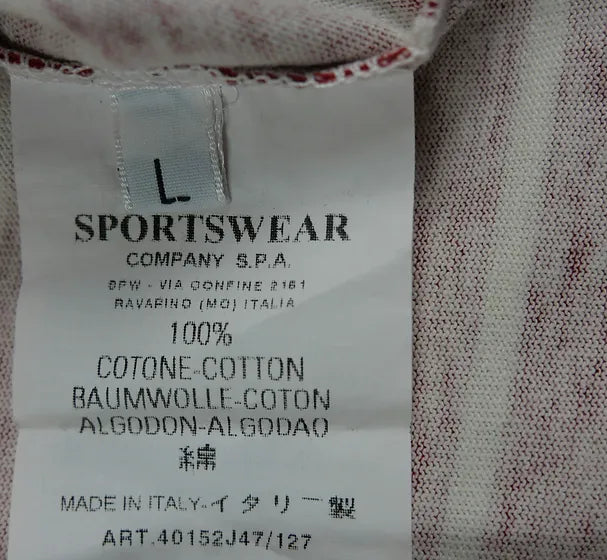 L.
SPORTSWEAR
COMPANY S.P.A.
SPW - VIA CONFINE 2161
RAVARINO (MO) ITALIA
100%
COTONE-COTTON
BAUMWOLLE-COTON
ALGODON-ALGODAO
綿
MADE IN ITALY-イタリー製
ART.40152J47/127